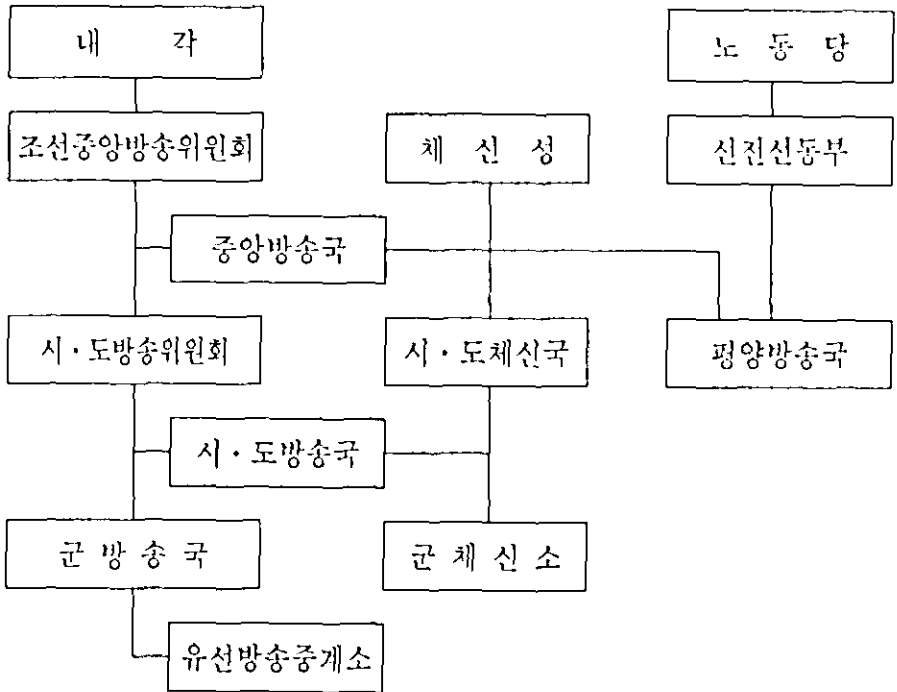 내 각
노 동 당
조선중앙방송위원회
체 신 성
선전선동부
중앙방송국
시·도방송위원회
시·도체신국
평양방송국
시·도방송국
군 방 송 국
군 체 신 소
유선방송중계소